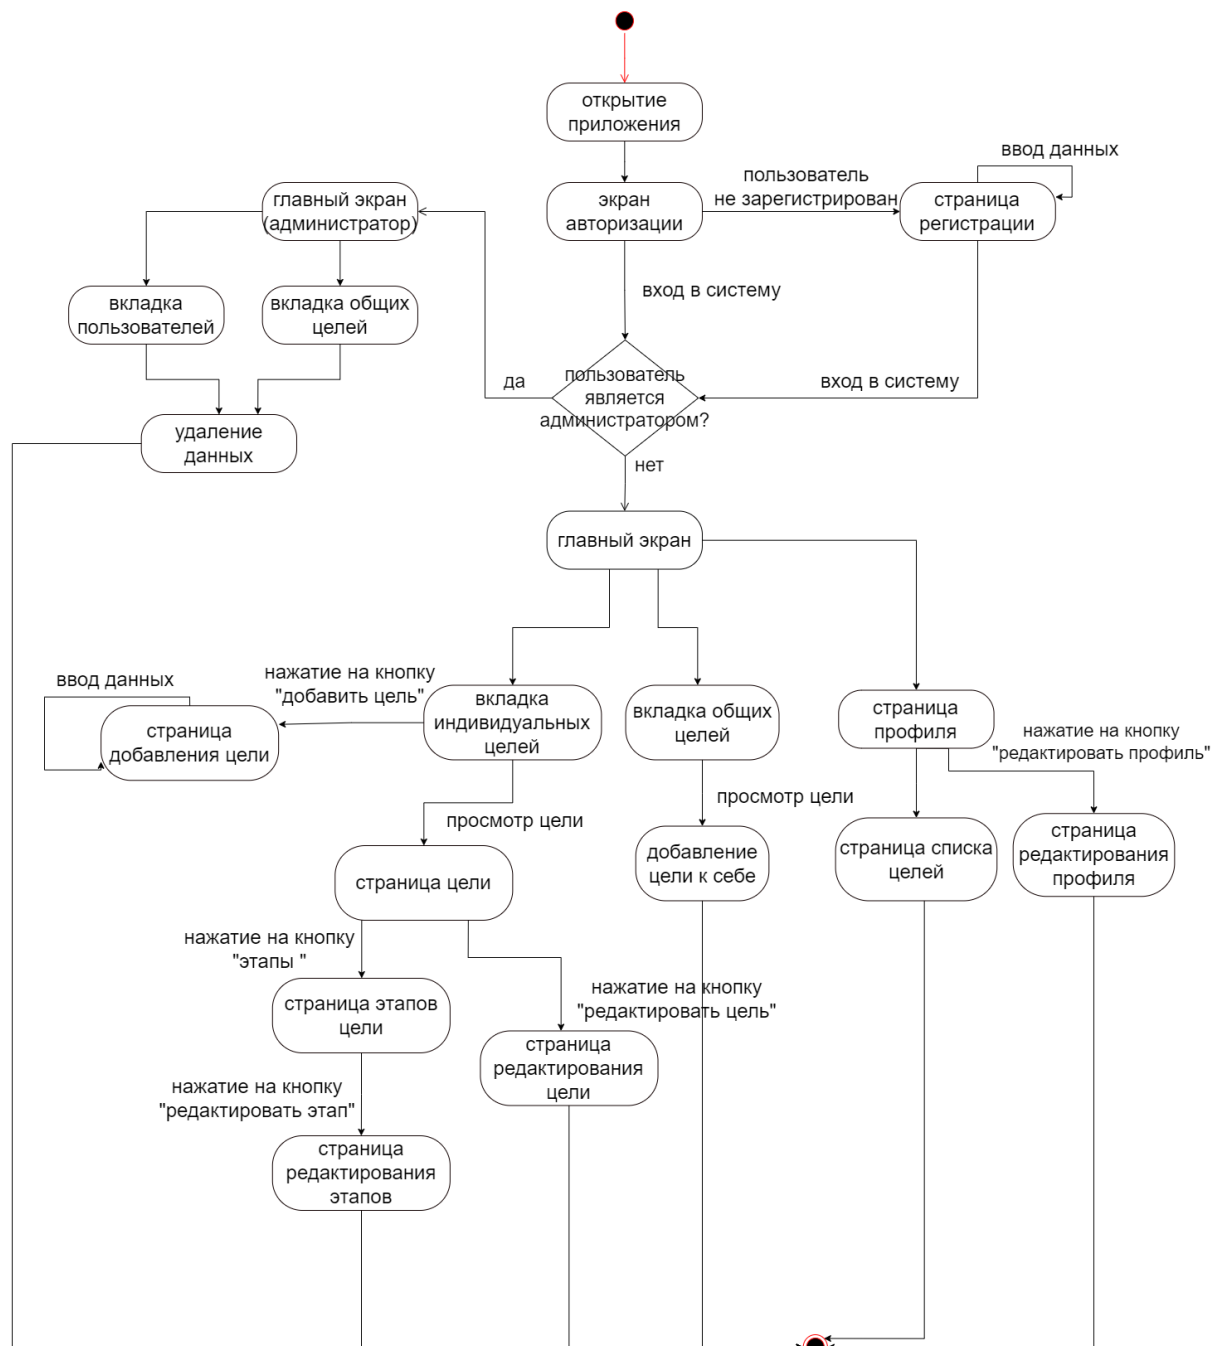 открытие
приложения
ввод данных
пользователь
не зарегистрирован
главный экран
(администратор)
экран
авторизации
страница
регистрации
вход в систему
вкладка
пользователей
вкладка общих
целей
да
пользователь
является
администратором?
вход в систему
удаление
данных
нет
главный экран
ввод данных
нажатие на кнопку
"добавить цель"
вкладка
индивидуальных
целей
вкладка общих
целей
страница
профиля
нажатие на кнопку
"редактировать профиль"
страница
добавления цели
просмотр цели
просмотр цели
страница цели
добавление
цели к себе
страница списка
целей
страница
редактирования
профиля
нажатие на кнопку
"этапы "
страница этапов
цели
нажатие на кнопку
"редактировать цель"
страница
редактирования
цели
нажатие на кнопку
"редактировать этап"
страница
редактирования
этапов